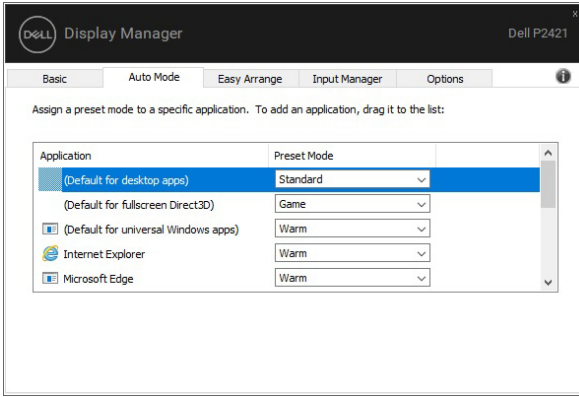 DELL Display Manager
Dell P2421
Basic Auto Mode Easy Arrange Input Manager Options
Assign a preset mode to a specific application. To add an application, drag it to the list:
Application Preset Mode
(Default for desktop apps) Standard
(Default for fullscreen Direct3D) Game
(Default for universal Windows apps) Warm
Internet Explorer Warm
Microsoft Edge Warm